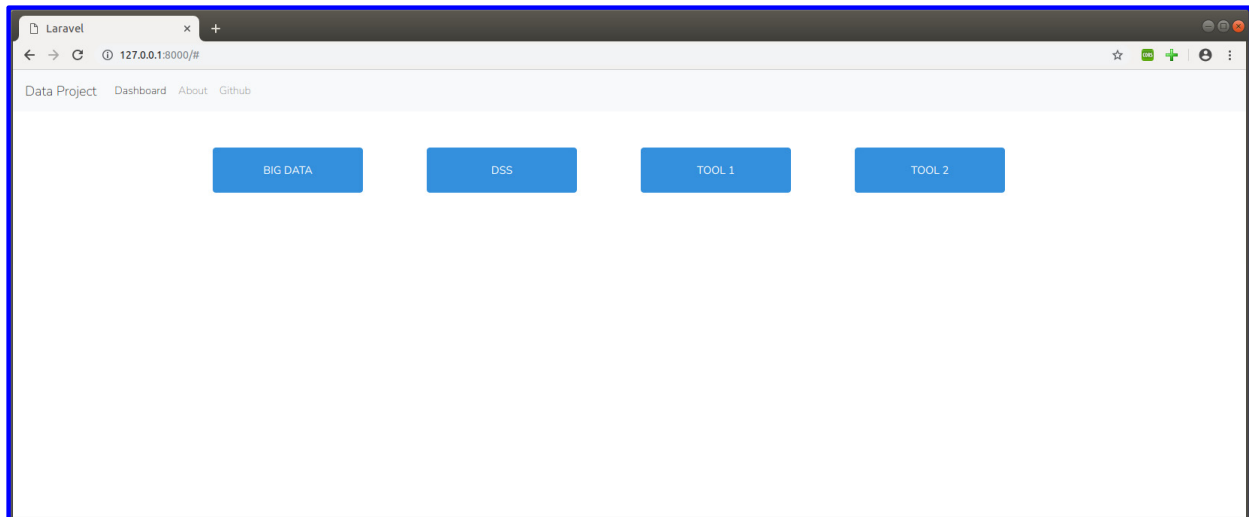 Laravel
127.0.0.1:8000/#
Data Project Dashboard About Github
BIG DATA DSS TOOL 1 TOOL 2